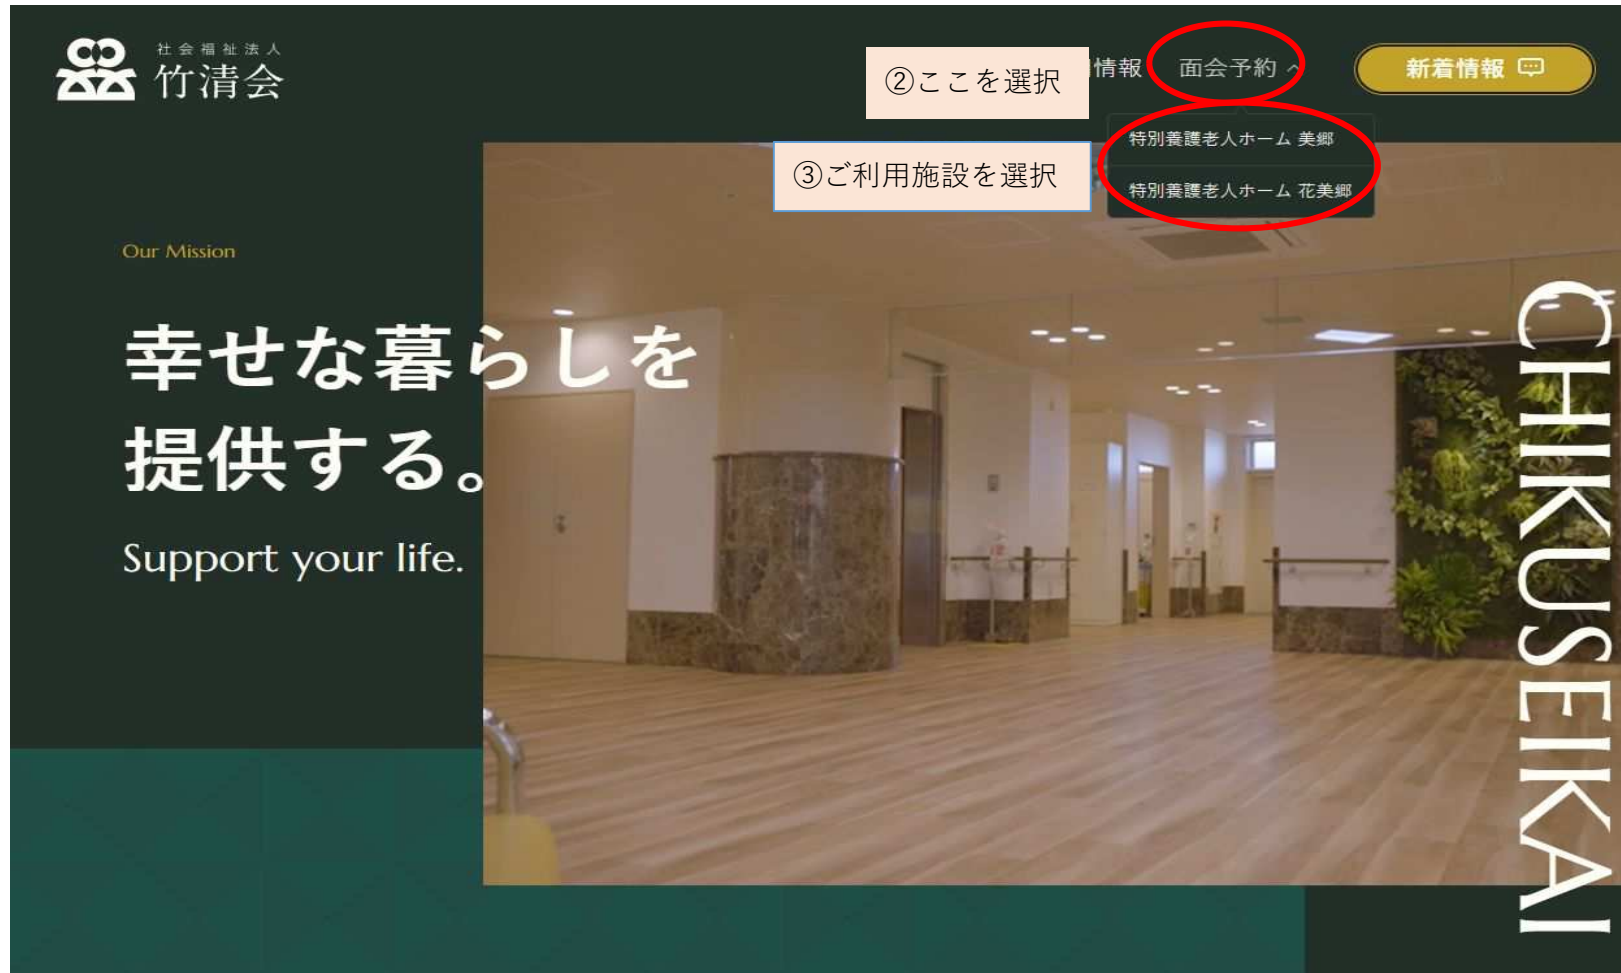 社会福祉法人
竹清会
②ここを選択
情報
面会予約
新着情報
特別養護老人ホーム 美郷
③ご利用施設を選択
特別養護老人ホーム 花美郷
Our Mission
幸せな暮らしを
提供する。
Support your life.
CHIKUSEIKAI